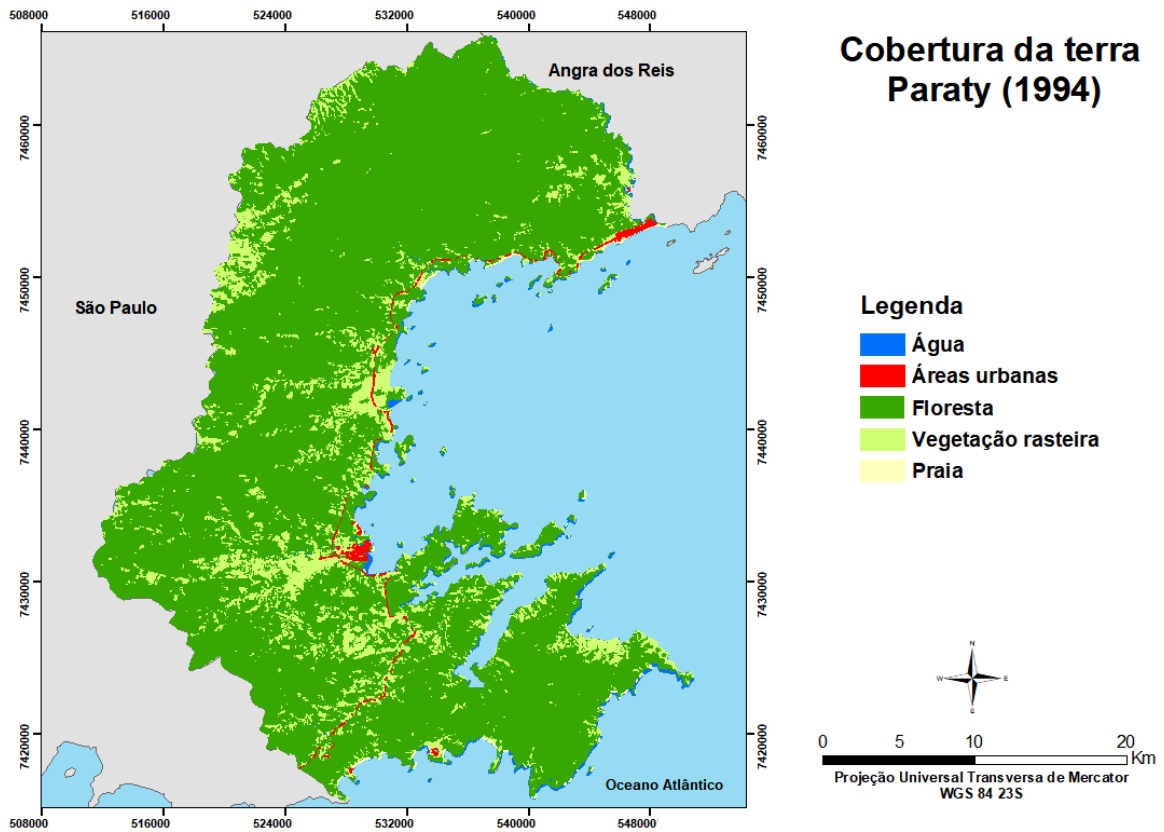 508000 516000 524000 532000 540000 548000
Cobertura da terra
Paraty (1994)
Angra dos Reis
7460000 7460000
7450000 7450000
São Paulo
Legenda
Água
Áreas urbanas
Floresta
Vegetação rasteira
Praia
7440000 7440000
7430000 7430000
N
W E
S
7420000 7420000
0 5 10 20 Km
Projeção Universal Transversa de Mercator
WGS 84 23S
Oceano Atlântico
508000 516000 524000 532000 540000 548000